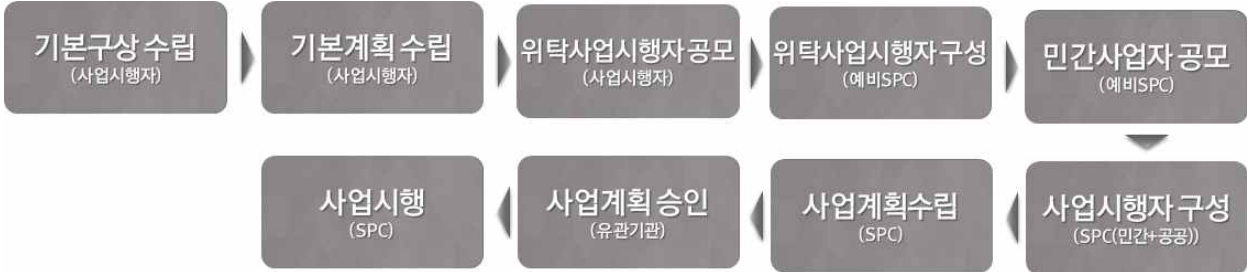 기본구상 수립
(사업시행자)
기본계획 수립
(사업시행자)
위탁사업시행자 공모
(사업시행자)
위탁사업시행자 구성
(예비SPC)
민간사업자 공모
(예비SPC)
사업시행자 구성
(SPC(민간+공공))
사업계획수립
(SPC)
사업계획 승인
(유관기관)
사업시행
(SPC)